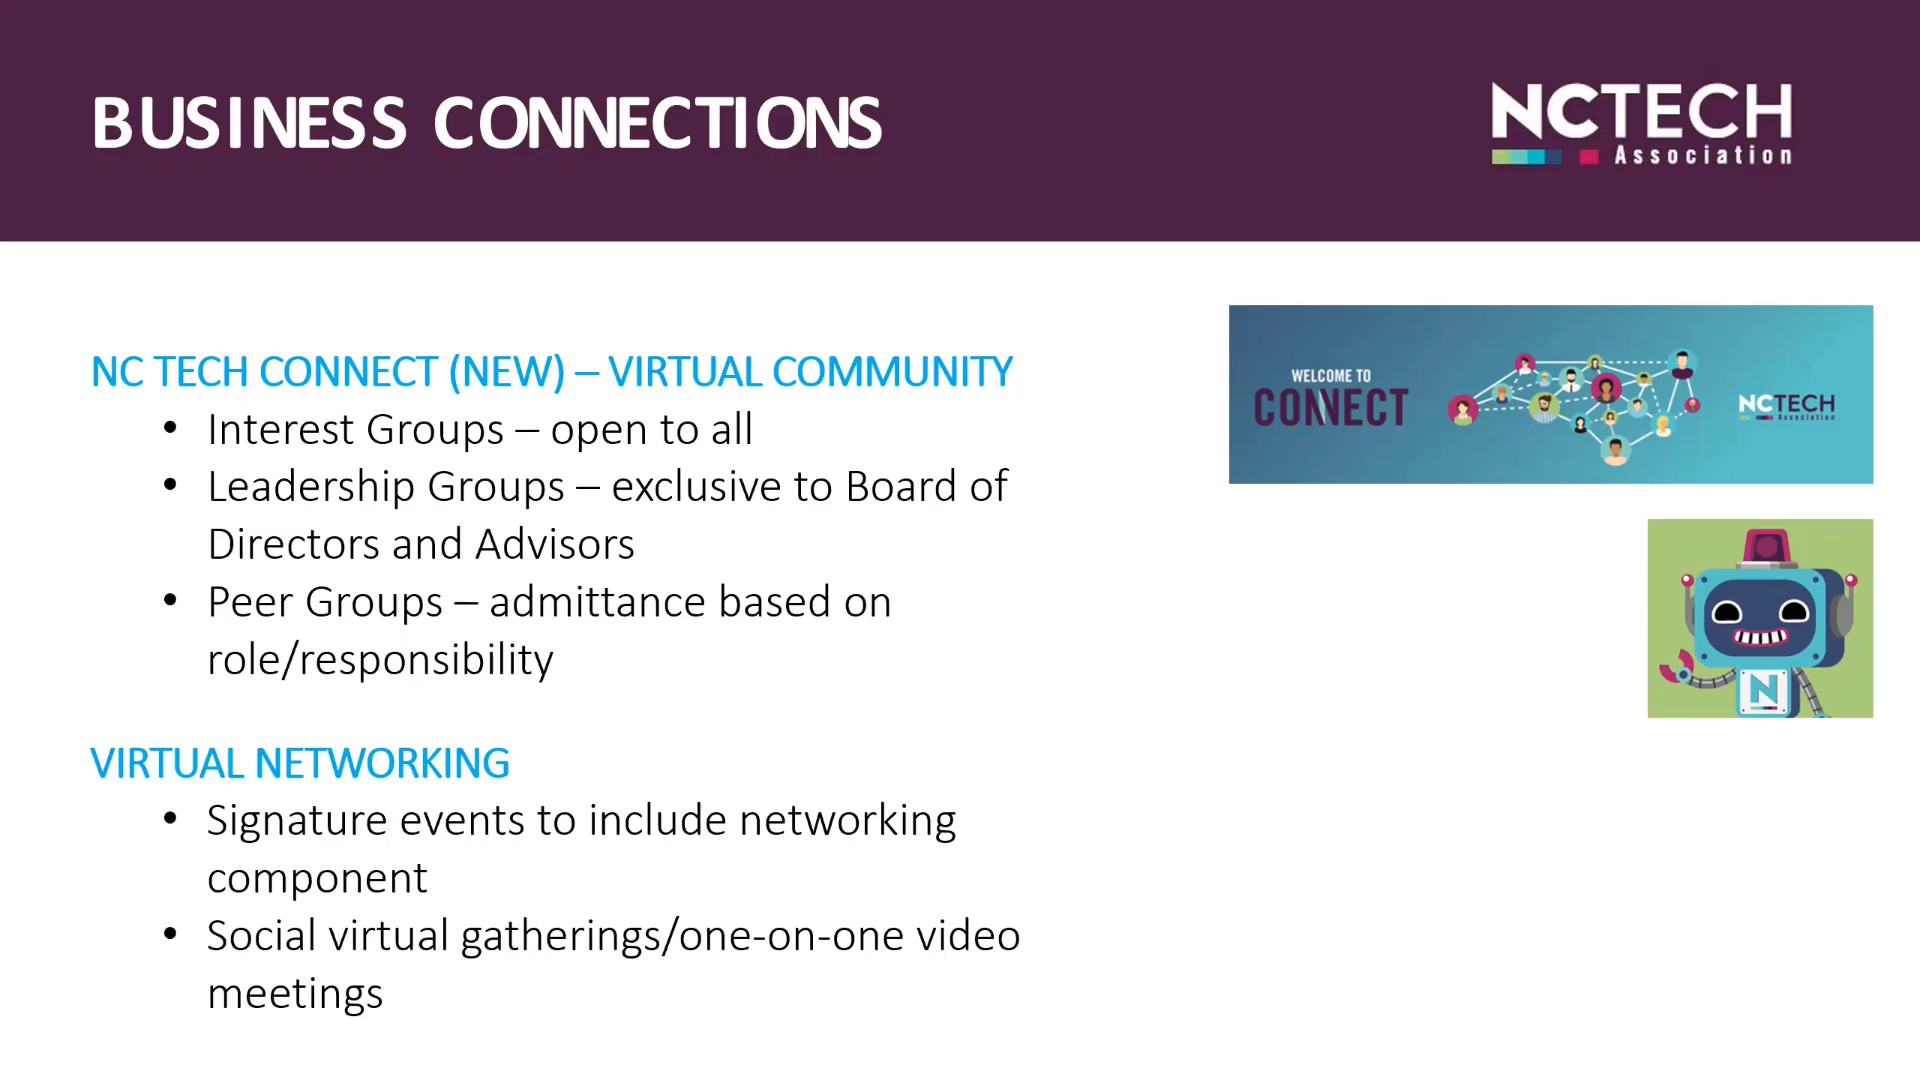 BUSINESS CONNECTIONS
NCTECH
Association
NC TECH CONNECT (NEW) – VIRTUAL COMMUNITY
• Interest Groups – open to all
• Leadership Groups – exclusive to Board of
Directors and Advisors
• Peer Groups – admittance based on
role/responsibility
VIRTUAL NETWORKING
• Signature events to include networking
component
• Social virtual gatherings/one-on-one video
meetings
WELCOME TO
CONNECT
NCTECH
Association
N